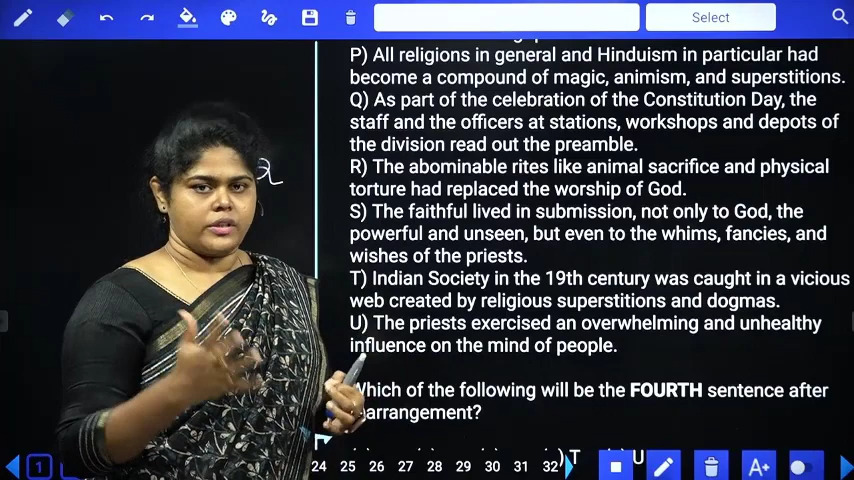 Select
P) All religions in general and Hinduism in particular had
become a compound of magic, animism, and superstitions.
Q) As part of the celebration of the Constitution Day, the
staff and the officers at stations, workshops and depots of
the division read out the preamble.
R) The abominable rites like animal sacrifice and physical
torture had replaced the worship of God.
S) The faithful lived in submission, not only to God, the
powerful and unseen, but even to the whims, fancies, and
wishes of the priests.
T) Indian Society in the 19th century was caught in a vicious
web created by religious superstitions and dogmas.
U) The priests exercised an overwhelming and unhealthy
influence on the mind of people.
Which of the following will be the FOURTH sentence after
arrangement?
) T U
1 24 25 26 27 28 29 30 31 32 A+